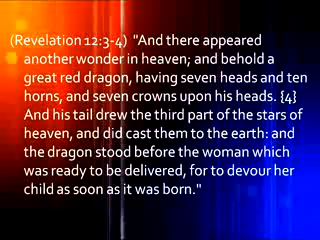 (Revelation 12:3-4)  "And there appeared
another wonder in heaven; and behold a
great red dragon, having seven heads and ten
horns, and seven crowns upon his heads. {4}
And his tail drew the third part of the stars of
heaven, and did cast them to the earth: and
the dragon stood before the woman which
was ready to be delivered, for to devour her
child as soon as it was born."